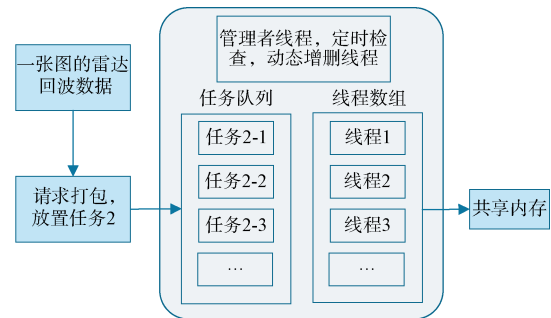 一张图的雷达
回波数据
请求打包，
放置任务2
管理者线程，定时检
查，动态增删线程
任务队列
任务2-1
任务2-2
任务2-3
…
线程数组
线程1
线程2
线程3
…
共享内存